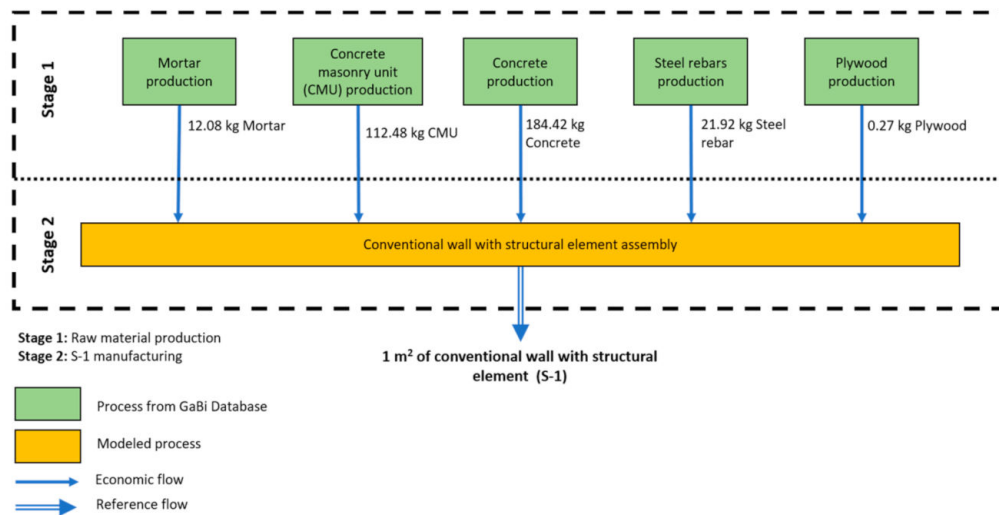 Stage 1
Mortar
production
Concrete
masonry unit
(CMU) production
Concrete
production
Steel rebars
production
Plywood
production
12.08 kg Mortar
112.48 kg CMU
184.42 kg
Concrete
21.92 kg Steel
rebar
0.27 kg Plywood
Stage 2
Conventional wall with structural element assembly
Stage 1: Raw material production
Stage 2: S-1 manufacturing
1 m² of conventional wall with structural
element (S-1)
Process from GaBi Database
Modeled process
Economic flow
Reference flow